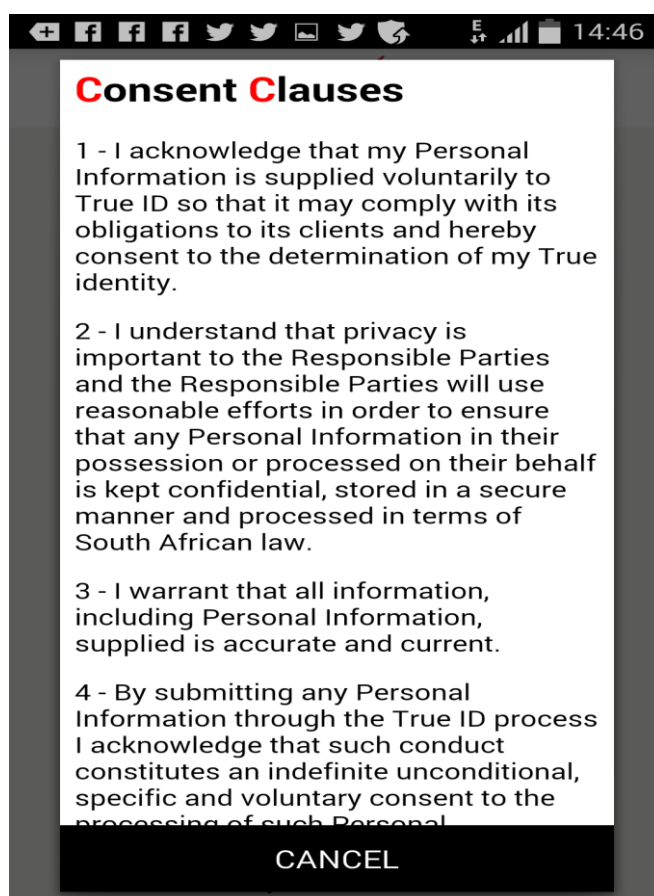 E 14:46
Consent Clauses
1 - I acknowledge that my Personal
Information is supplied voluntarily to
True ID so that it may comply with its
obligations to its clients and hereby
consent to the determination of my True
identity.
2 - I understand that privacy is
important to the Responsible Parties
and the Responsible Parties will use
reasonable efforts in order to ensure
that any Personal Information in their
possession or processed on their behalf
is kept confidential, stored in a secure
manner and processed in terms of
South African law.
3 - I warrant that all information,
including Personal Information,
supplied is accurate and current.
4 - By submitting any Personal
Information through the True ID process
I acknowledge that such conduct
constitutes an indefinite unconditional,
specific and voluntary consent to the
processing of such Personal
CANCEL